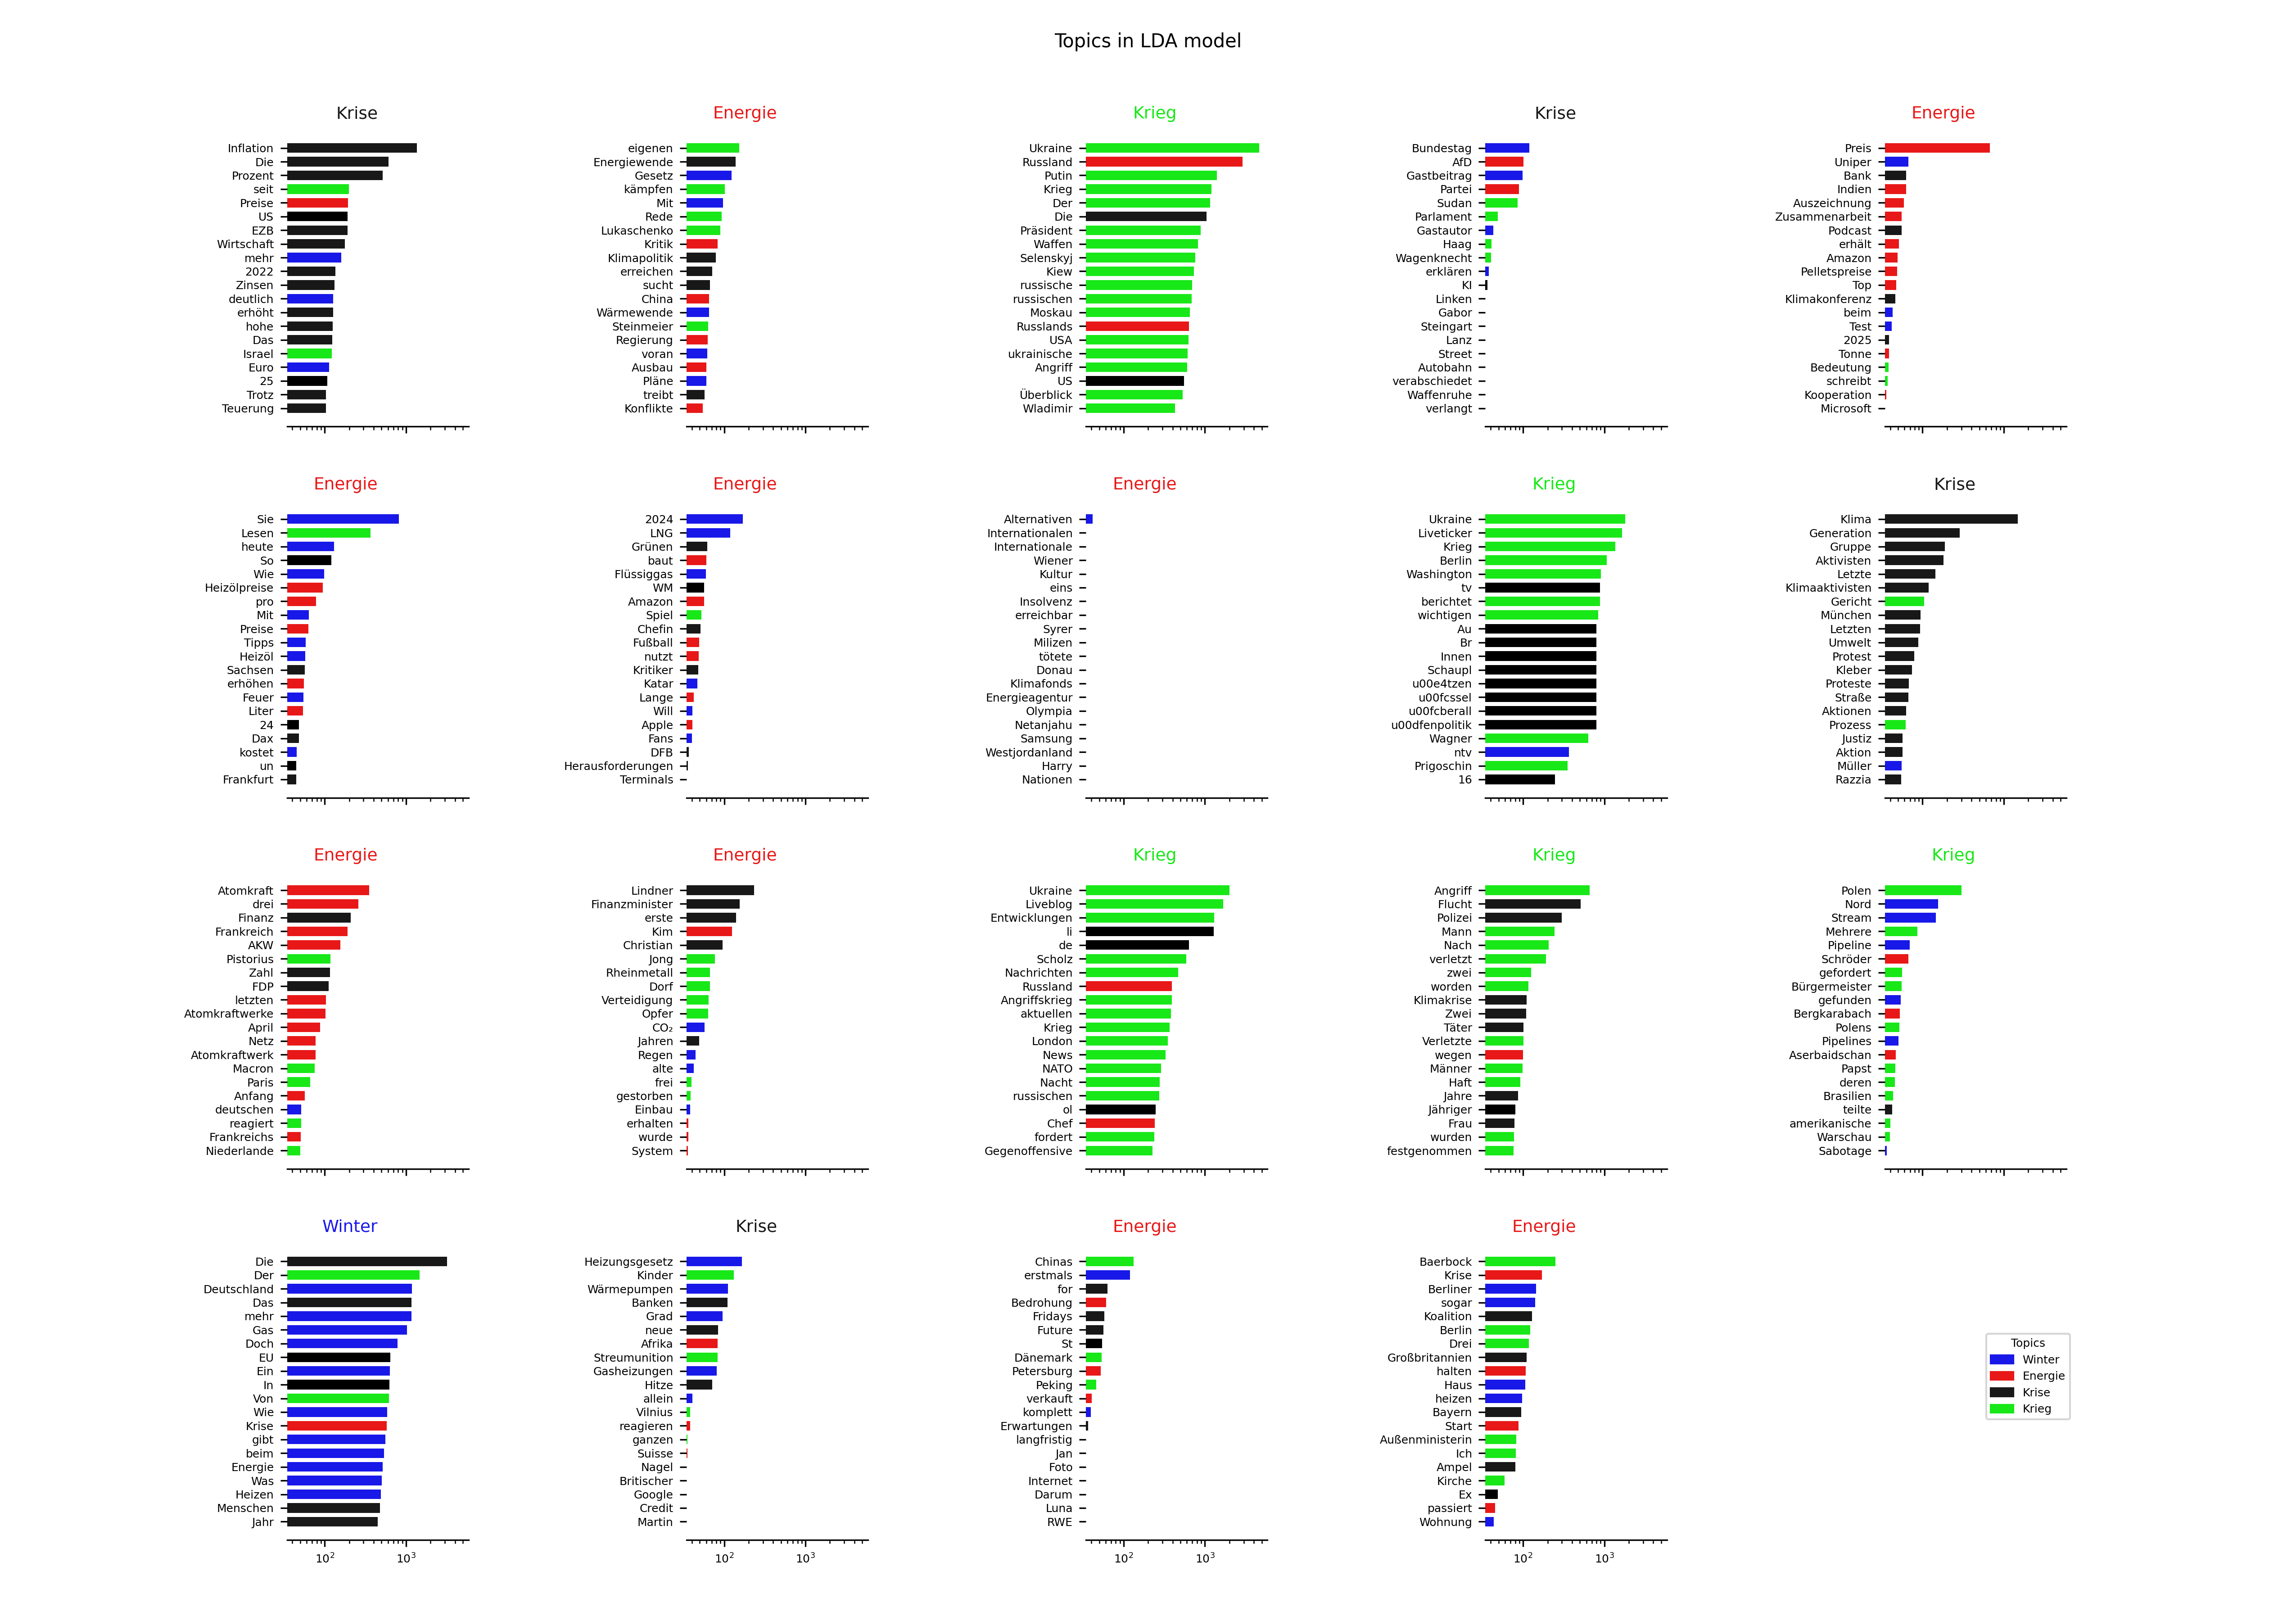 Topics in LDA model
Krise
Inflation
Die
Prozent
seit
Preise
US
EZB
Wirtschaft
mehr
2022
Zinsen
deutlich
erhöht
hohe
Das
Israel
Euro
25
Trotz
Teuerung
Energie
eigenen
Energiewende
Gesetz
kämpfen
Mit
Rede
Lukaschenko
Kritik
Klimapolitik
erreichen
sucht
China
Wärmewende
Steinmeier
Regierung
voran
Ausbau
Pläne
treibt
Konflikte
Krieg
Ukraine
Russland
Putin
Krieg
Der
Die
Präsident
Waffen
Selenskyj
Kiew
russische
russischen
Moskau
Russlands
USA
ukrainische
Angriff
US
Überblick
Wladimir
Krise
Bundestag
AfD
Gastbeitrag
Partei
Sudan
Parlament
Gastautor
Haag
Wagenknecht
erklären
KI
Linken
Gabor
Steingart
Lanz
Street
Autobahn
verabschiedet
Waffenruhe
verlangt
Energie
Preis
Uniper
Bank
Indien
Auszeichnung
Zusammenarbeit
Podcast
erhält
Amazon
Pelletspreise
Top
Klimakonferenz
beim
Test
2025
Tonne
Bedeutung
schreibt
Kooperation
Microsoft
Energie
Sie
Lesen
heute
So
Wie
Heizölpreise
pro
Mit
Preise
Tipps
Heizöl
Sachsen
erhöhen
Feuer
Liter
24
Dax
kostet
un
Frankfurt
Energie
2024
LNG
Grünen
baut
Flüssiggas
WM
Amazon
Spiel
Chefin
Fußball
nutzt
Kritiker
Katar
Lange
Will
Apple
Fans
DFB
Herausforderungen
Terminals
Energie
Alternativen
Internationalen
Internationale
Wiener
Kultur
eins
Insolvenz
erreichbar
Syrer
Milizen
tötete
Donau
Klimafonds
Energieagentur
Olympia
Netanjahu
Samsung
Westjordanland
Harry
Nationen
Krieg
Ukraine
Liveticker
Krieg
Berlin
Washington
tv
berichtet
wichtigen
Au
Br
Innen
Schaupl
u00e4tzen
u00fcssel
u00fcberall
u00dfenpolitik
Wagner
ntv
Prigoschin
16
Krise
Klima
Generation
Gruppe
Aktivisten
Letzte
Klimaaktivisten
Gericht
München
Letzten
Umwelt
Protest
Kleber
Proteste
Straße
Aktionen
Prozess
Justiz
Aktion
Müller
Razzia
Energie
Atomkraft
drei
Finanz
Frankreich
AKW
Pistorius
Zahl
FDP
letzten
Atomkraftwerke
April
Netz
Atomkraftwerk
Macron
Paris
Anfang
deutschen
reagiert
Frankreichs
Niederlande
Energie
Lindner
Finanzminister
erste
Kim
Christian
Jong
Rheinmetall
Dorf
Verteidigung
Opfer
CO₂
Jahren
Regen
alte
frei
gestorben
Einbau
erhalten
wurde
System
Krieg
Ukraine
Liveblog
Entwicklungen
li
de
Scholz
Nachrichten
Russland
Angriffskrieg
aktuellen
Krieg
London
News
NATO
Nacht
russischen
ol
Chef
fordert
Gegenoffensive
Krieg
Angriff
Flucht
Polizei
Mann
Nach
verletzt
zwei
worden
Klimakrise
Zwei
Täter
Verletzte
wegen
Männer
Haft
Jahre
Jähriger
Frau
wurden
festgenommen
Krieg
Polen
Nord
Stream
Mehrere
Pipeline
Schröder
gefordert
Bürgermeister
gefunden
Bergkarabach
Polens
Pipelines
Aserbaidschan
Papst
deren
Brasilien
teilte
amerikanische
Warschau
Sabotage
Winter
Die
Der
Deutschland
Das
mehr
Gas
Doch
EU
Ein
In
Von
Wie
Krise
gibt
beim
Energie
Was
Heizen
Menschen
Jahr
10² 10³
Krise
Heizungsgesetz
Kinder
Wärmepumpen
Banken
Grad
neue
Afrika
Streumunition
Gasheizungen
Hitze
allein
Vilnius
reagieren
ganzen
Suisse
Nagel
Britischer
Google
Credit
Martin
10² 10³
Energie
Chinas
erstmals
for
Bedrohung
Fridays
Future
St
Dänemark
Petersburg
Peking
verkauft
komplett
Erwartungen
langfristig
Jan
Foto
Internet
Darum
Luna
RWE
10² 10³
Energie
Baerbock
Krise
Berliner
sogar
Koalition
Berlin
Drei
Großbritannien
halten
Haus
heizen
Bayern
Start
Außenministerin
Ich
Ampel
Kirche
Ex
passiert
Wohnung
10² 10³
Topics
Winter
Energie
Krise
Krieg